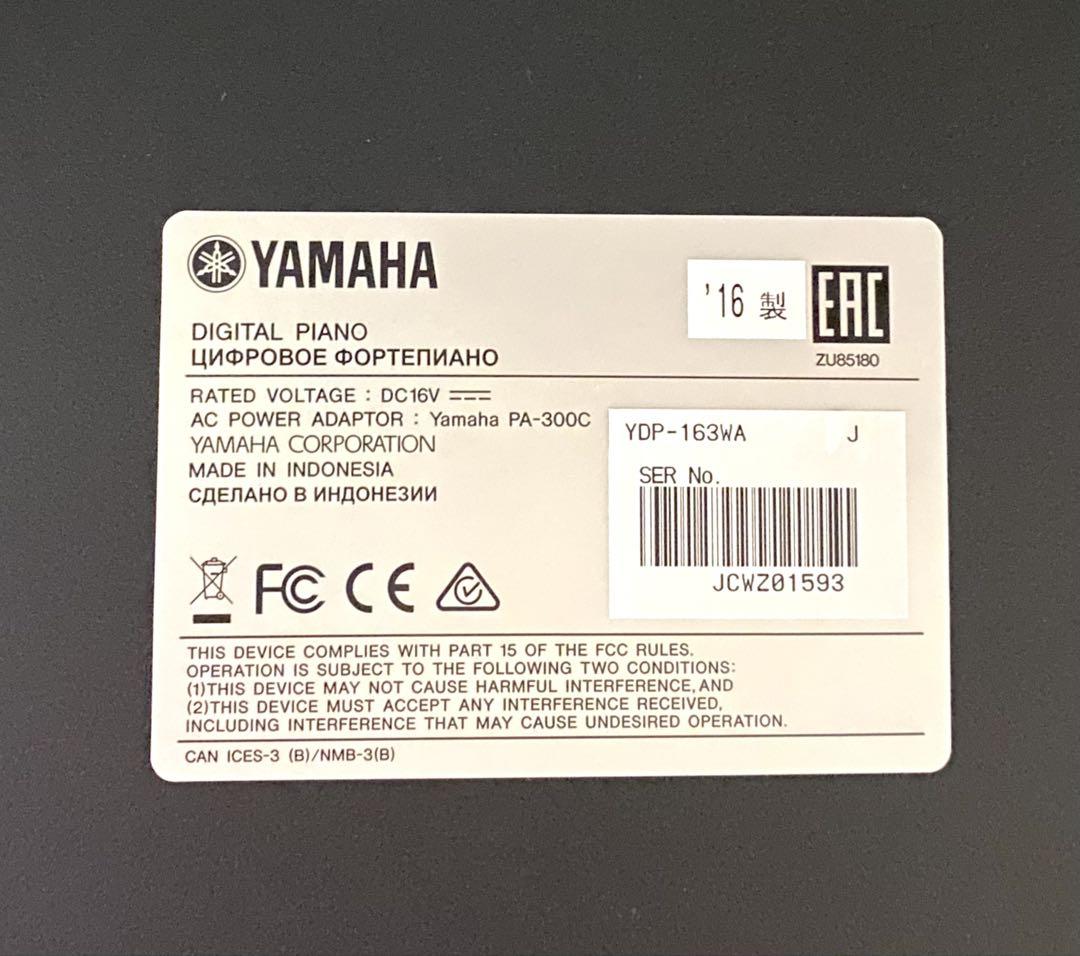 YAMAHA
'16 製
EAC
ZU85180
DIGITAL PIANO
ЦИФРОВОЕ ФОРТЕПИАНО
RATED VOLTAGE : DC16V
AC POWER ADAPTOR : Yamaha PA-300C
YAMAHA CORPORATION
MADE IN INDONESIA
СДЕЛАНО В ИНДОНЕЗИИ
YDP-163WA J
SER No.
JCWZ01593
FC CE
THIS DEVICE COMPLIES WITH PART 15 OF THE FCC RULES.
OPERATION IS SUBJECT TO THE FOLLOWING TWO CONDITIONS:
(1)THIS DEVICE MAY NOT CAUSE HARMFUL INTERFERENCE,AND
(2)THIS DEVICE MUST ACCEPT ANY INTERFERENCE RECEIVED,
INCLUDING INTERFERENCE THAT MAY CAUSE UNDESIRED OPERATION.
CAN ICES-3 (B)/NMB-3(B)